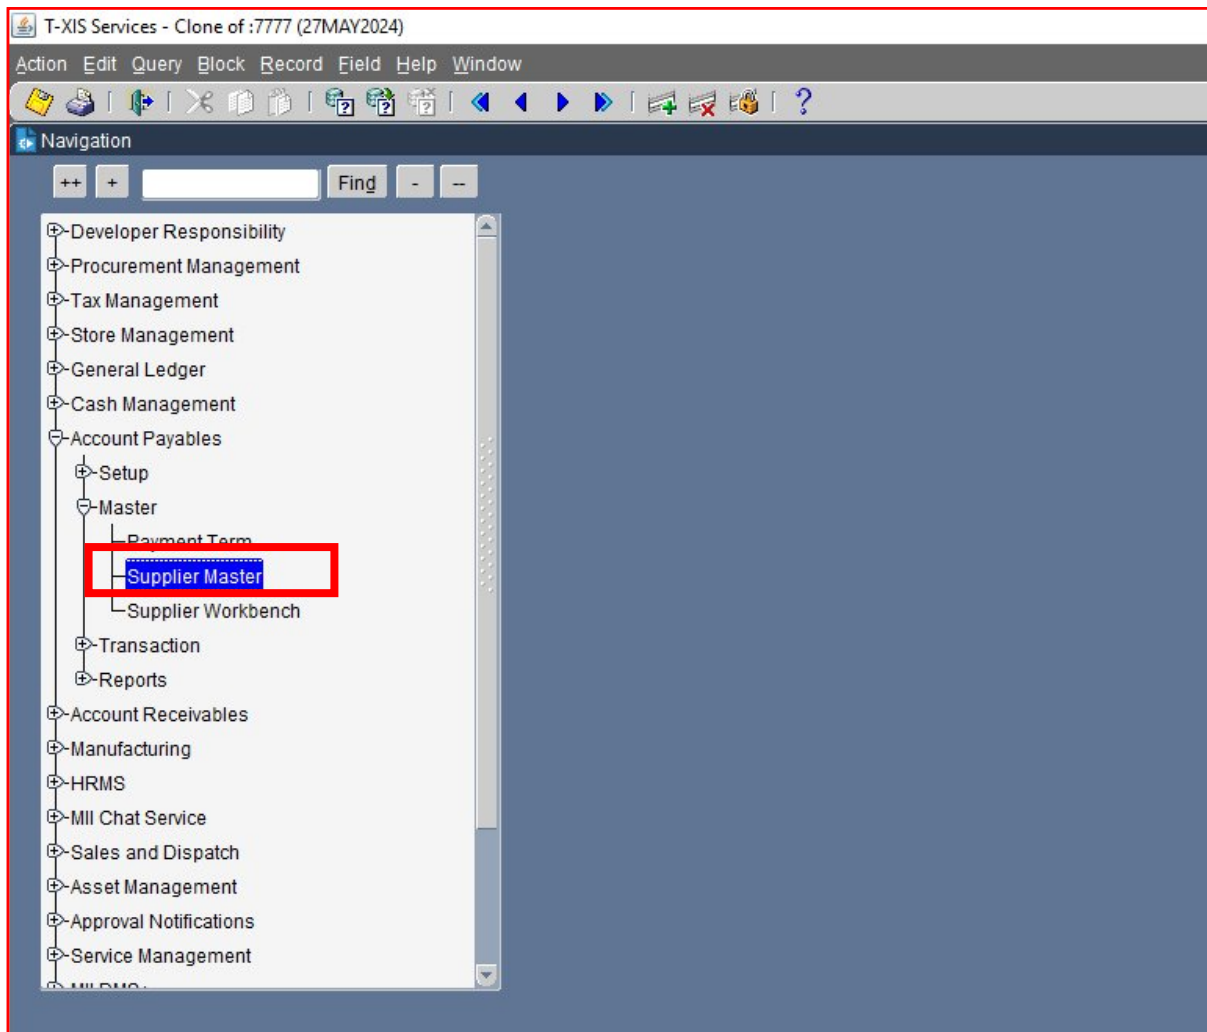 T-XIS Services - Clone of :7777 (27MAY2024)
Action Edit Query Block Record Field Help Window
Navigation
++ + Find - --
Developer Responsibility
Procurement Management
Tax Management
Store Management
General Ledger
Cash Management
Account Payables
Setup
Master
Payment Term
Supplier Master
Supplier Workbench
Transaction
Reports
Account Receivables
Manufacturing
HRMS
MII Chat Service
Sales and Dispatch
Asset Management
Approval Notifications
Service Management